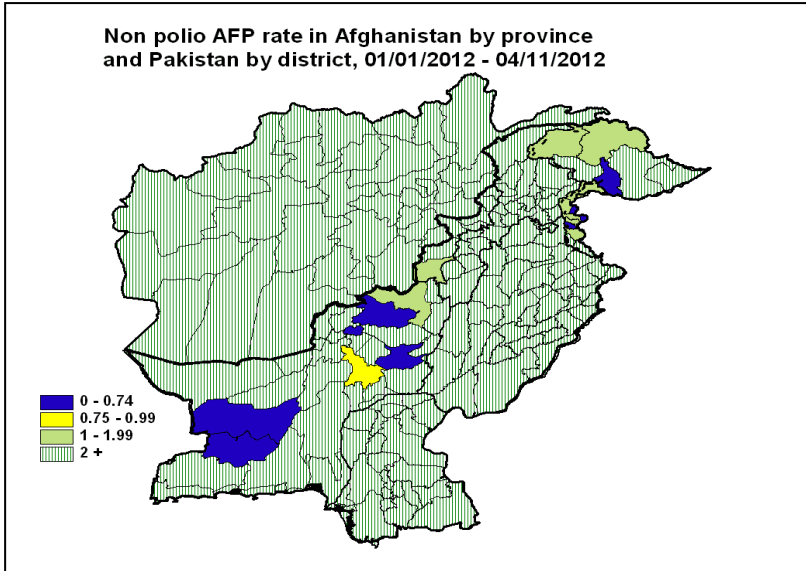 Non polio AFP rate in Afghanistan by province
and Pakistan by district, 01/01/2012 - 04/11/2012
0 - 0.74
0.75 - 0.99
1 - 1.99
2 +